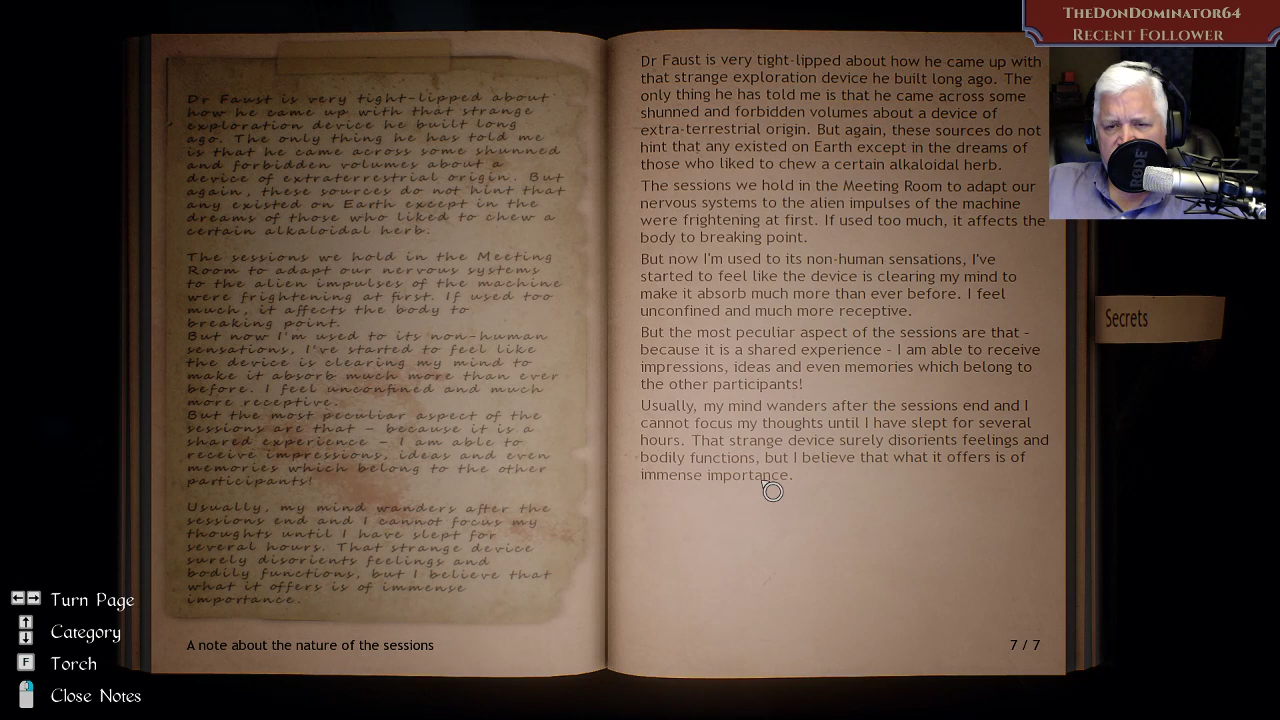 TheDonDominator64
Recent Follower
Dr Faust is very tight-lipped about
how he came up with that strange
exploration device he built long
ago. The only thing he has told me
is that he came across some shunned
and forbidden volumes about a
device of extraterrestrial origin. But
again, these sources do not hint that
any existed on Earth except in the
dreams of those who liked to chew a
certain alkaloidal herb.
The sessions we hold in the Meeting
Room to adapt our nervous systems
to the alien impulses of the machine
were frightening at first. If used too
much, it affects the body to
breaking point.
But now I'm used to its non-human
sensations, I've started to feel like
the device is clearing my mind to
make it absorb much more than ever
before. I feel unconfined and much
more receptive.
But the most peculiar aspect of the
sessions are that - because it is a
shared experience - I am able to
receive impressions, ideas and even
memories which belong to the other
participants!
Usually, my mind wanders after the
sessions end and I cannot focus my
thoughts until I have slept for
several hours. That strange device
surely disorients feelings and
bodily functions, but I believe that
what it offers is of immense
importance.
A note about the nature of the sessions
Dr Faust is very tight-lipped about how he came up with
that strange exploration device he built long ago. The
only thing he has told me is that he came across some
shunned and forbidden volumes about a device of
extra-terrestrial origin. But again, these sources do not
hint that any existed on Earth except in the dreams of
those who liked to chew a certain alkaloidal herb.
The sessions we hold in the Meeting Room to adapt our
nervous systems to the alien impulses of the machine
were frightening at first. If used too much, it affects the
body to breaking point.
But now I'm used to its non-human sensations, I've
started to feel like the device is clearing my mind to
make it absorb much more than ever before. I feel
unconfined and much more receptive.
But the most peculiar aspect of the sessions are that -
because it is a shared experience - I am able to receive
impressions, ideas and even memories which belong to
the other participants!
Usually, my mind wanders after the sessions end and I
cannot focus my thoughts until I have slept for several
hours. That strange device surely disorients feelings and
bodily functions, but I believe that what it offers is of
immense importance.
7 / 7
Secrets
RØDE
Turn Page
Category
F Torch
Close Notes